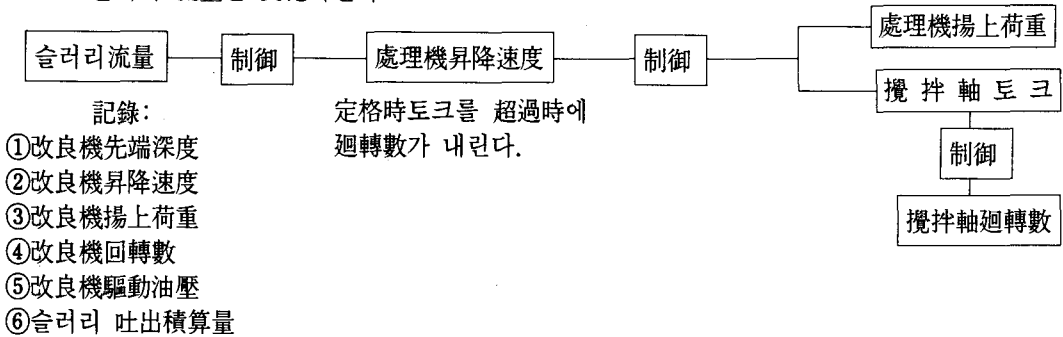 處理機揚上荷重
슬러리流量 制御 處理機昇降速度 制御
攪拌軸토크
記錄: 定格時토크를 超過時에
①改良機先端深度 廻轉數가 내린다.
制御
②改良機昇降速度
③改良機揚上荷重
攪拌軸廻轉數
④改良機回轉數
⑤改良機驅動油壓
⑥슬러리 吐出積算量